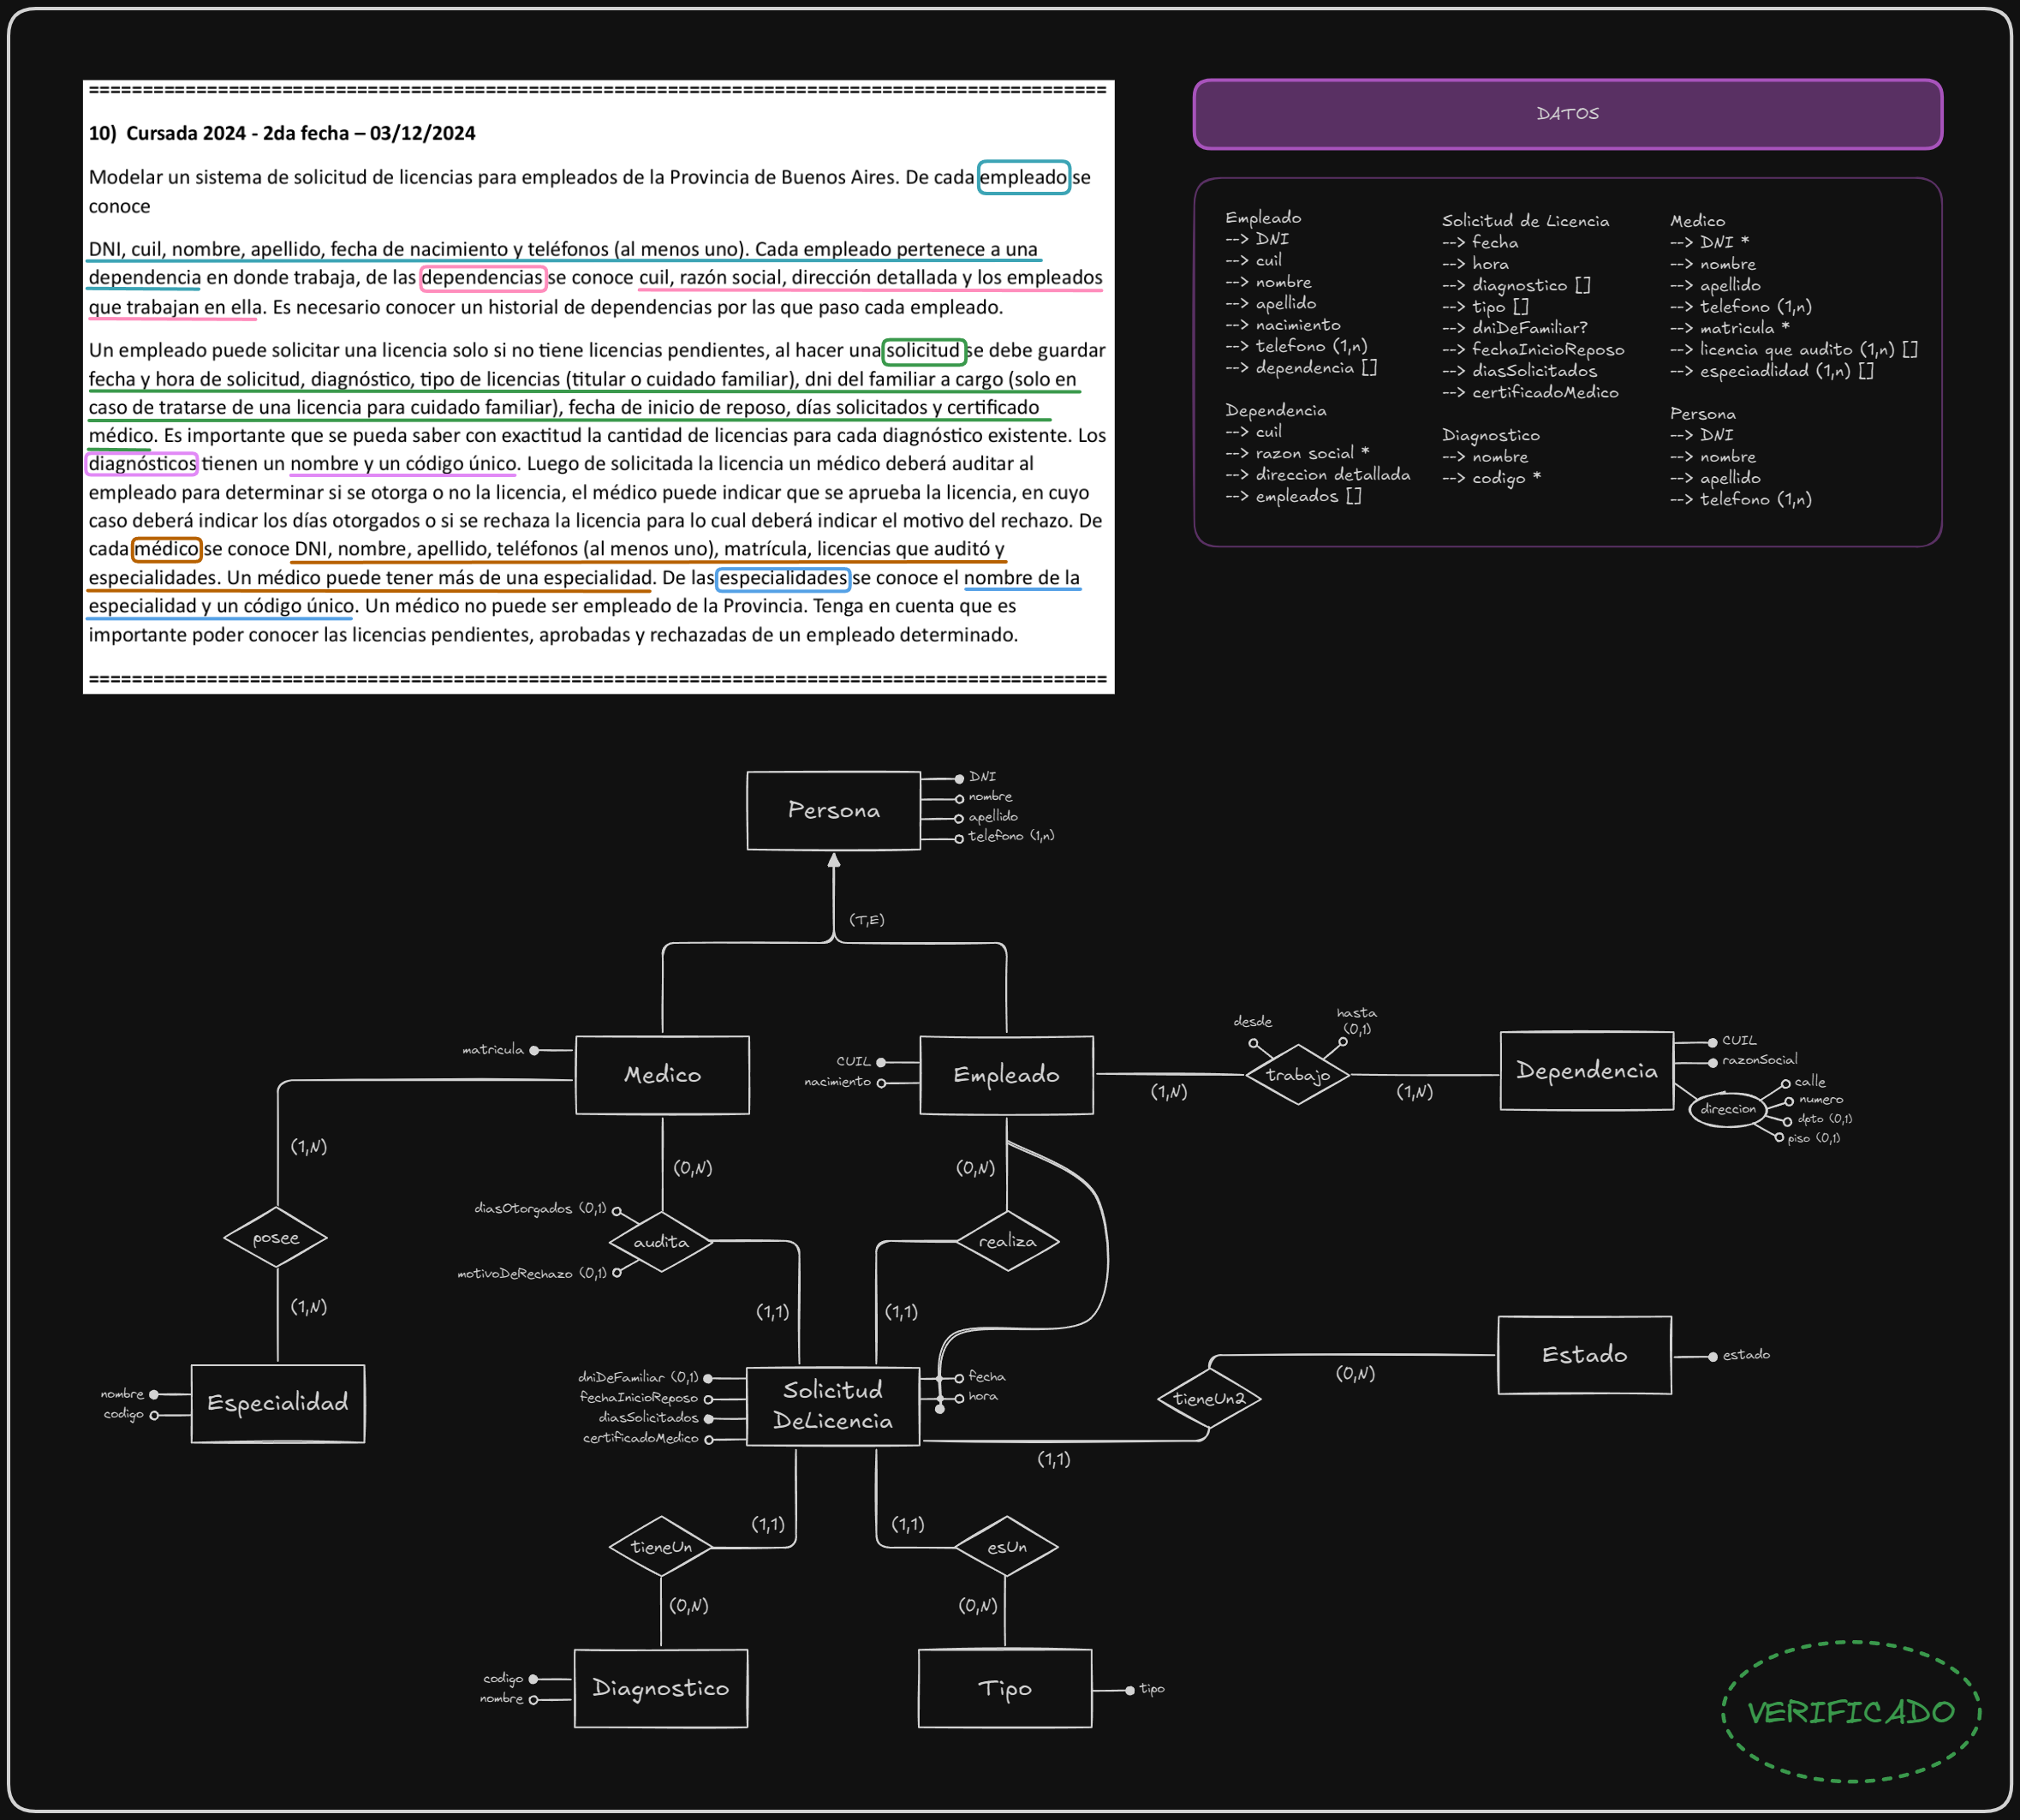 ==========================================================================================
10) Cursada 2024 - 2da fecha – 03/12/2024
Modelar un sistema de solicitud de licencias para empleados de la Provincia de Buenos Aires. De cada empleado se
conoce
DNI, cuil, nombre, apellido, fecha de nacimiento y teléfonos (al menos uno). Cada empleado pertenece a una
dependencia en donde trabaja, de las dependencias se conoce cuil, razón social, dirección detallada y los empleados
que trabajan en ella. Es necesario conocer un historial de dependencias por las que paso cada empleado.
Un empleado puede solicitar una licencia solo si no tiene licencias pendientes, al hacer una solicitud se debe guardar
fecha y hora de solicitud, diagnóstico, tipo de licencias (titular o cuidado familiar), dni del familiar a cargo (solo en
caso de tratarse de una licencia para cuidado familiar), fecha de inicio de reposo, días solicitados y certificado
médico. Es importante que se pueda saber con exactitud la cantidad de licencias para cada diagnóstico existente. Los
diagnósticos tienen un nombre y un código único. Luego de solicitada la licencia un médico deberá auditar al
empleado para determinar si se otorga o no la licencia, el médico puede indicar que se aprueba la licencia, en cuyo
caso deberá indicar los días otorgados o si se rechaza la licencia para lo cual deberá indicar el motivo del rechazo. De
cada médico se conoce DNI, nombre, apellido, teléfonos (al menos uno), matrícula, licencias que auditó y
especialidades. Un médico puede tener más de una especialidad. De las especialidades se conoce el nombre de la
especialidad y un código único. Un médico no puede ser empleado de la Provincia. Tenga en cuenta que es
importante poder conocer las licencias pendientes, aprobadas y rechazadas de un empleado determinado.
==========================================================================================
DATOS
Empleado
--> DNI
--> cuil
--> nombre
--> apellido
--> nacimiento
--> telefono (1,n)
--> dependencia []
Dependencia
--> cuil
--> razon social *
--> direccion detallada
--> empleados []
Solicitud de Licencia
--> fecha
--> hora
--> diagnostico []
--> tipo []
--> dniDeFamiliar?
--> fechaInicioReposo
--> diasSolicitados
--> certificadoMedico
Diagnostico
--> nombre
--> codigo *
Medico
--> DNI *
--> nombre
--> apellido
--> telefono (1,n)
--> matricula *
--> licencia que audito (1,n) []
--> especiadlidad (1,n) []
Persona
--> DNI
--> nombre
--> apellido
--> telefono (1,n)
Persona
DNI
nombre
apellido
telefono (1,n)
(T,E)
matricula
Medico
CUIL
nacimiento
Empleado
(1,N)
desde
hasta
(0,1)
trabajo
(1,N)
Dependencia
CUIL
razonSocial
direccion
calle
numero
dpto (0,1)
piso (0,1)
(1,N)
(0,N)
(0,N)
posee
diasOtorgados (0,1)
audita
motivoDeRechazo (0,1)
realiza
(1,N)
(1,1)
(1,1)
nombre
codigo
Especialidad
dniDeFamiliar (0,1)
fechaInicioReposo
diasSolicitados
certificadoMedico
Solicitud
DeLicencia
fecha
hora
(1,1)
tieneUn2
(0,N)
Estado
estado
(1,1)
(1,1)
tieneUn
esUn
(0,N)
(0,N)
codigo
nombre
Diagnostico
Tipo
tipo
VERIFICADO